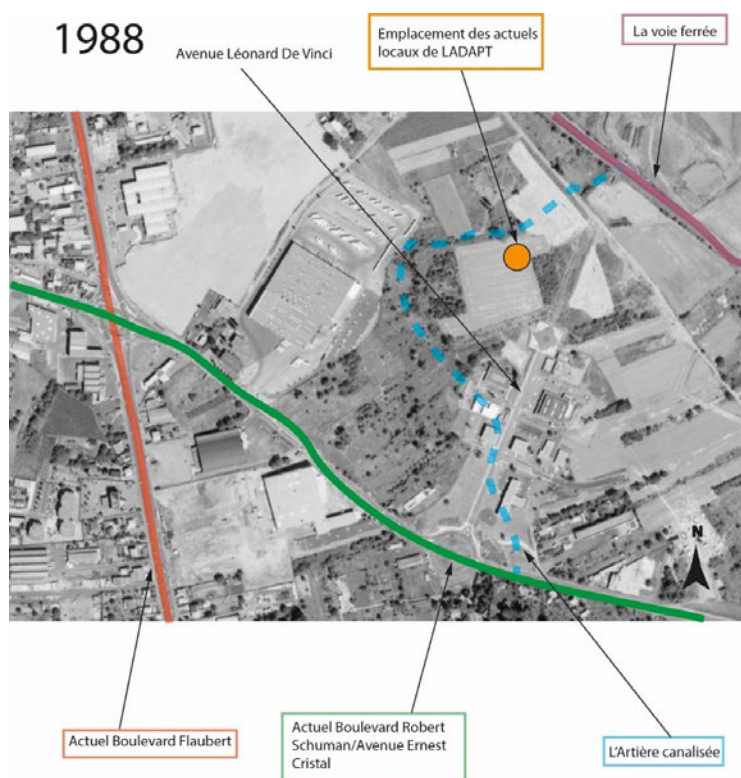 1988
Avenue Léonard De Vinci
Emplacement des actuels
locaux de LADAPT
La voie ferrée
N
Actuel Boulevard Flaubert
Actuel Boulevard Robert
Schuman/Avenue Ernest
Cristal
L'Artière canalisée